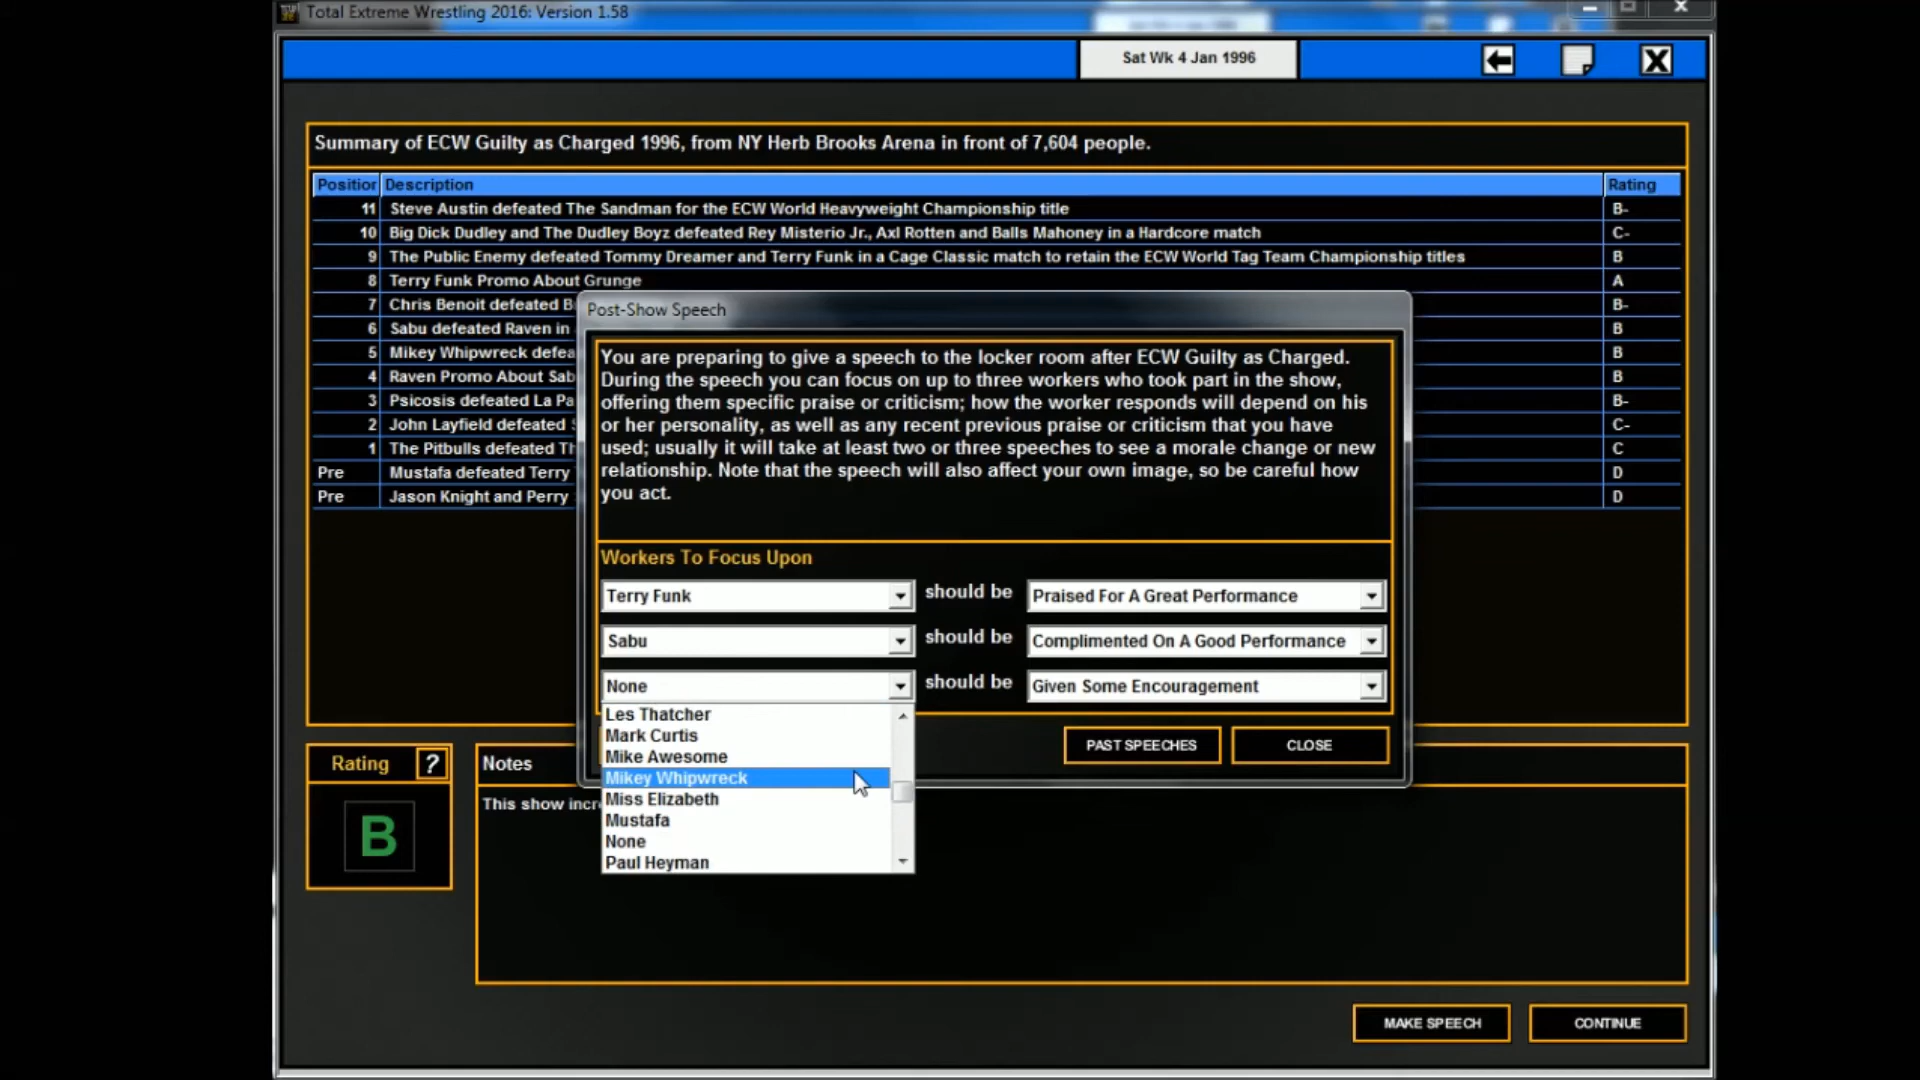 Total Extreme Wrestling 2016: Version 1.58
Sat Wk 4 Jan 1996
Summary of ECW Guilty as Charged 1996, from NY Herb Brooks Arena in front of 7,604 people.
Position Description Rating
11 Steve Austin defeated The Sandman for the ECW World Heavyweight Championship title B-
10 Big Dick Dudley and The Dudley Boyz defeated Rey Misterio Jr., Axl Rotten and Balls Mahoney in a Hardcore match C-
9 The Public Enemy defeated Tommy Dreamer and Terry Funk in a Cage Classic match to retain the ECW World Tag Team Championship titles B
8 Terry Funk Promo About Grunge A
7 Chris Benoit defeated B-
6 Sabu defeated Raven in B
5 Mikey Whipwreck defea B
4 Raven Promo About Sab B
3 Psicosis defeated La Pa B-
2 John Layfield defeated C-
1 The Pitbulls defeated Th C
Pre Mustafa defeated Terry D
Pre Jason Knight and Perry D
Post-Show Speech
You are preparing to give a speech to the locker room after ECW Guilty as Charged.
During the speech you can focus on up to three workers who took part in the show,
offering them specific praise or criticism; how the worker responds will depend on his
or her personality, as well as any recent previous praise or criticism that you have
used; usually it will take at least two or three speeches to see a morale change or new
relationship. Note that the speech will also affect your own image, so be careful how
you act.
Workers To Focus Upon
Terry Funk should be Praised For A Great Performance
Sabu should be Complimented On A Good Performance
None should be Given Some Encouragement
Les Thatcher
Mark Curtis
Mike Awesome
Mikey Whipwreck
Miss Elizabeth
Mustafa
None
Paul Heyman
PAST SPEECHES CLOSE
Rating ?
B
Notes
This show incr
MAKE SPEECH CONTINUE